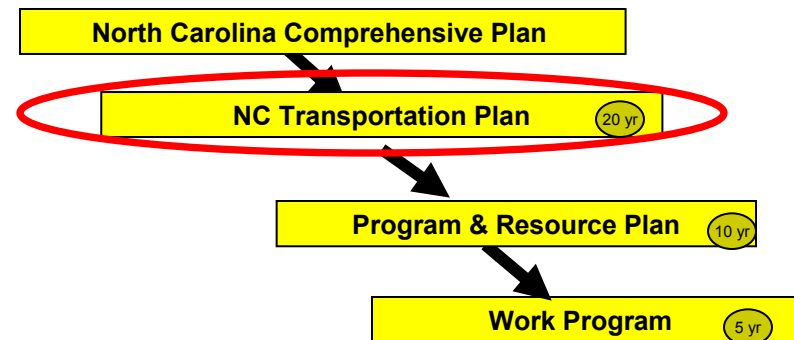 North Carolina Comprehensive Plan
NC Transportation Plan 20 yr
Program & Resource Plan 10 yr
Work Program 5 yr